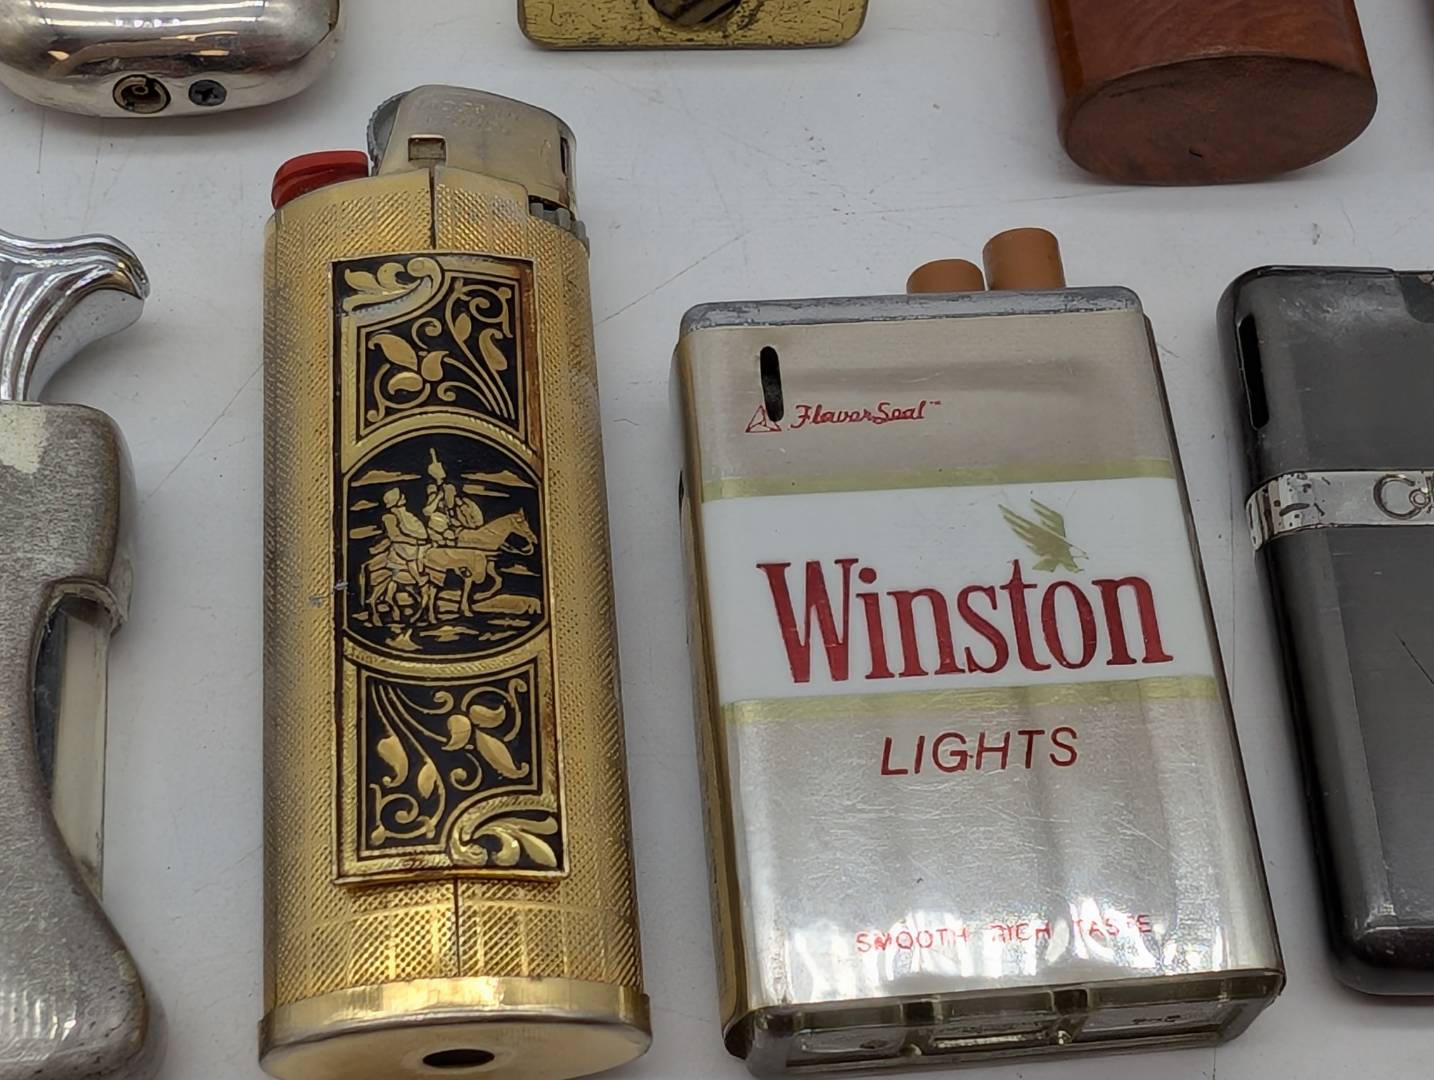 FlavorSeal™
Winston
LIGHTS
SMOOTH RICH TASTE